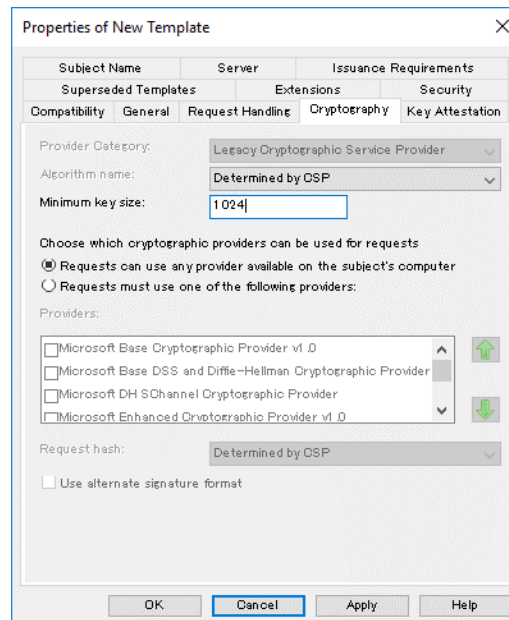 Properties of New Template
Subject Name Server Issuance Requirements
Superseded Templates Extensions Security
Compatibility General Request Handling Cryptography Key Attestation
Provider Category: Legacy Cryptographic Service Provider
Algorithm name: Determined by CSP
Minimum key size: 1024
Choose which cryptographic providers can be used for requests
Requests can use any provider available on the subject's computer
Requests must use one of the following providers:
Providers:
Microsoft Base Cryptographic Provider v1.0
Microsoft Base DSS and Diffie-Hellman Cryptographic Provider
Microsoft DH SChannel Cryptographic Provider
Microsoft Enhanced Cryptographic Provider v1.0
Request hash: Determined by CSP
Use alternate signature format
OK Cancel Apply Help